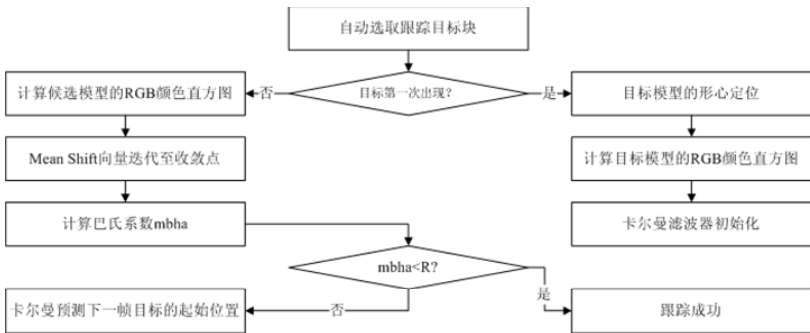 自动选取跟踪目标块
计算候选模型的RGB颜色直方图
否
目标第一次出现?
是
目标模型的形心定位
Mean Shift向量迭代至收敛点
计算目标模型的RGB颜色直方图
计算巴氏系数mbha
卡尔曼滤波器初始化
mbha<R?
是
卡尔曼预测下一帧目标的起始位置
否
跟踪成功